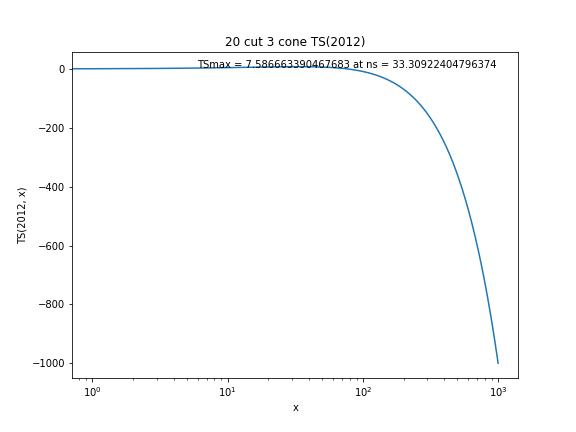 20 cut 3 cone TS(2012)
TSmax = 7.586663390467683 at ns = 33.30922404796374
0
−200
−400
−600
−800
−1000
TS(2012, x)
10⁰
10¹
10²
10³
x